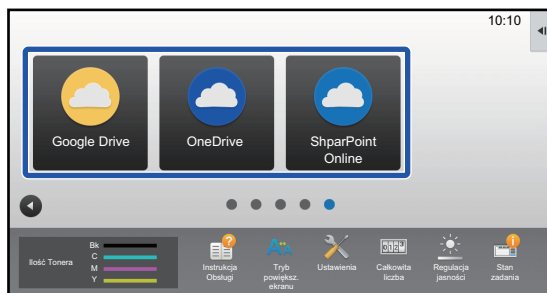 10:10
Google Drive
OneDrive
ShparPoint
Online
Ilość Tonera
Bk
C
M
Y
Instrukcja
Obsługi
Tryb
powiększ.
ekranu
Ustawienia
Całkowita
liczba
Regulacja
jasności
Stan
zadania